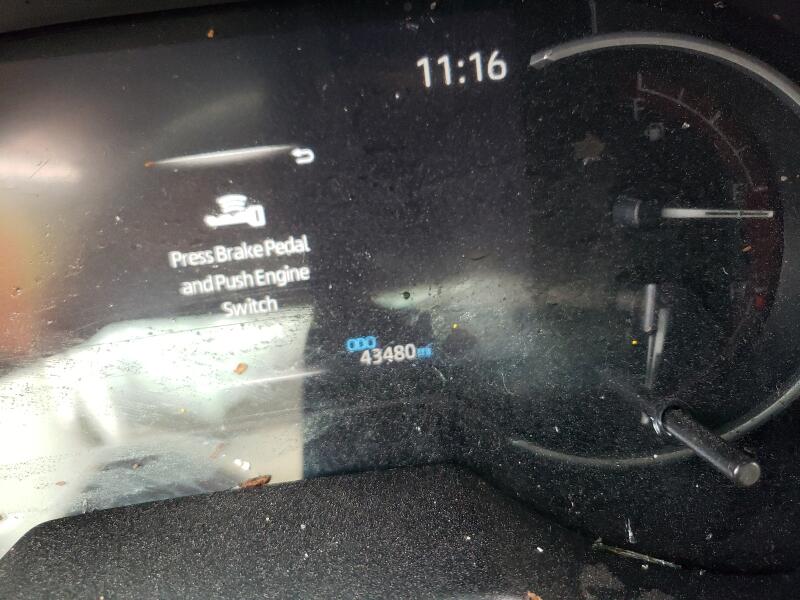 11:16
F
Press Brake Pedal
and Push Engine
Switch
E
ODO
43480 mi